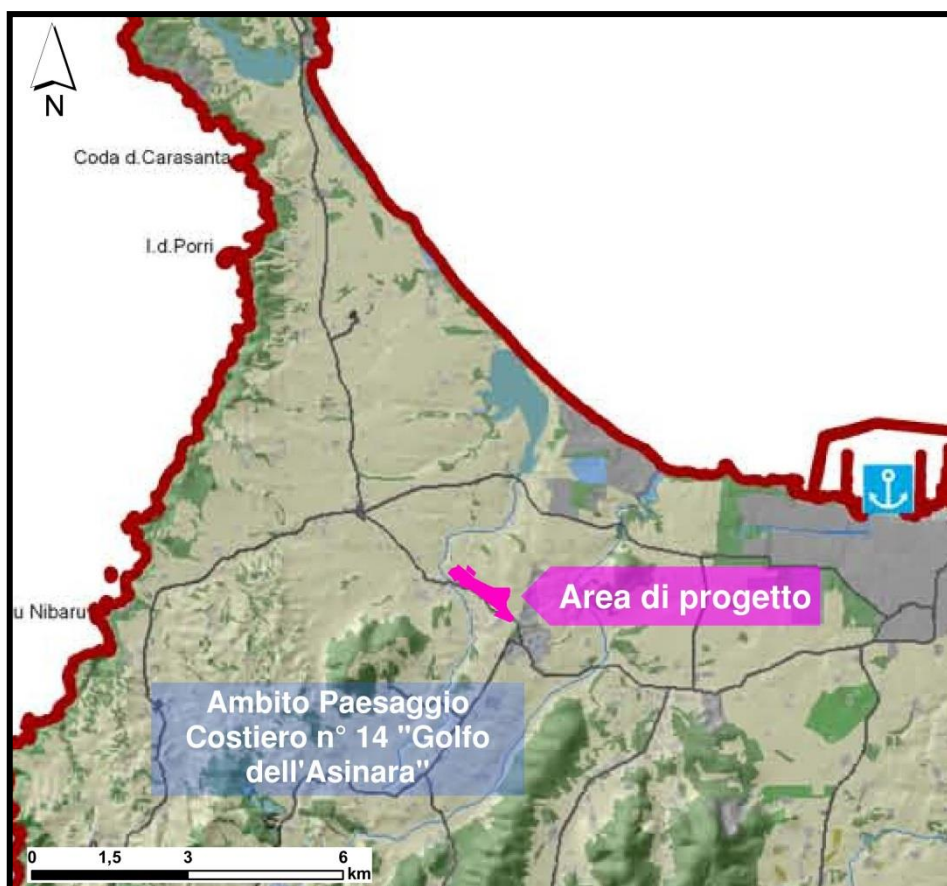 N
Coda d.Carasanta
I.d.Porri
u Nibaru
Area di progetto
Ambito Paesaggio
Costiero n° 14 "Golfo
dell'Asinara"
0 1,5 3 6
km